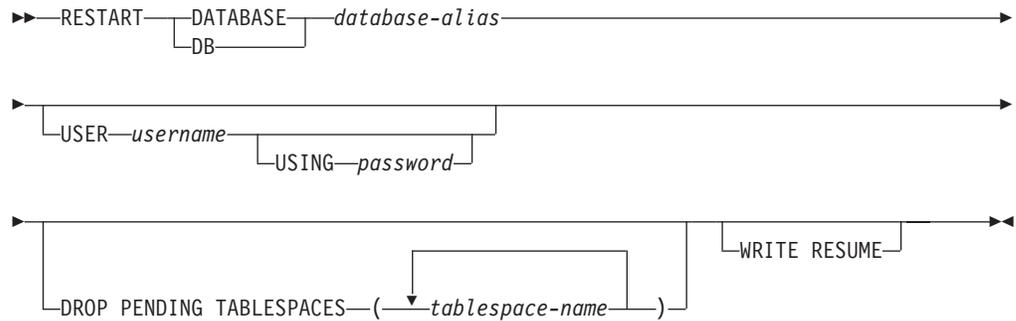 RESTART DATABASE database-alias
DB
USER username
USING password
WRITE RESUME
DROP PENDING TABLESPACES ( tablespace-name )